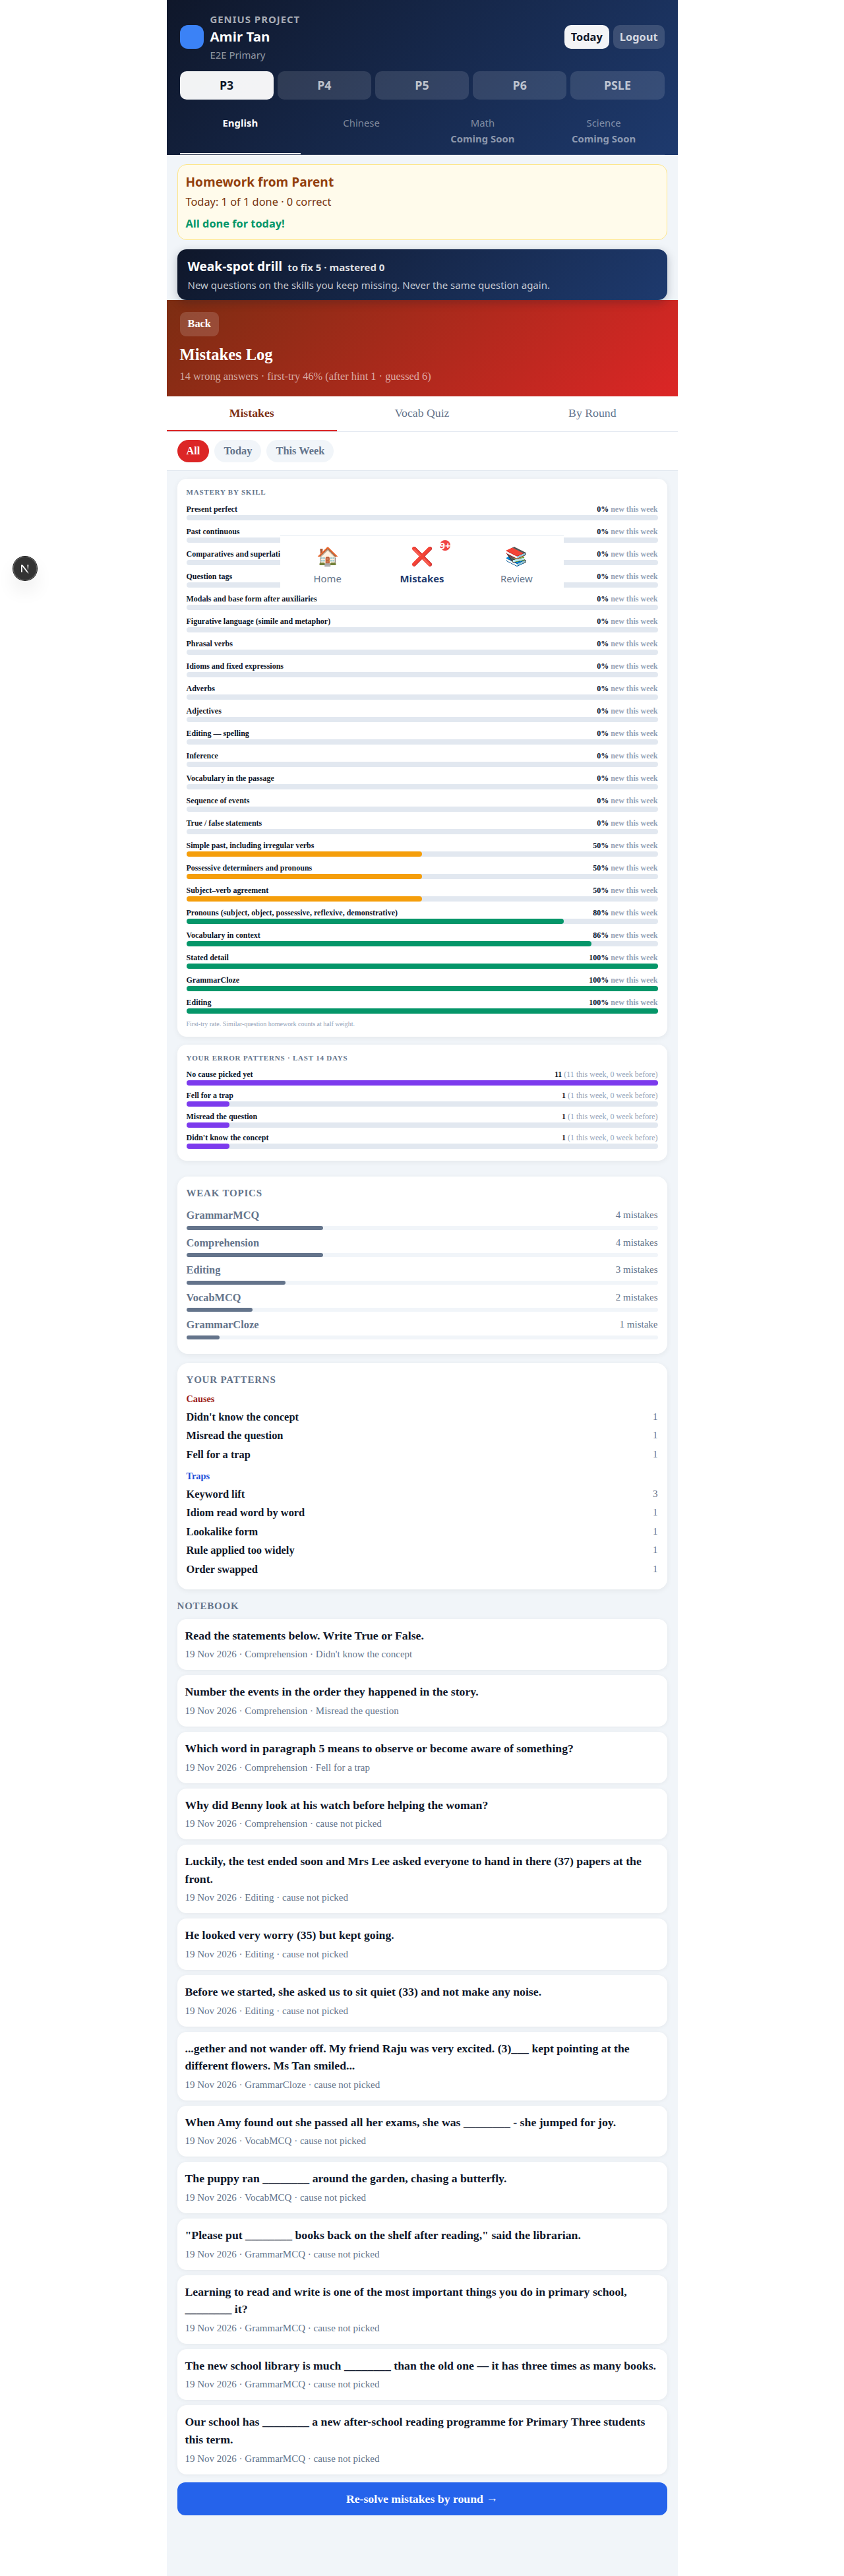 GENIUS PROJECT
Amir Tan
E2E Primary
Today
Logout
P3
P4
P5
P6
PSLE
English
Chinese
Math
Coming Soon
Science
Coming Soon
Homework from Parent
Today: 1 of 1 done · 0 correct
All done for today!
Weak-spot drill to fix 5 · mastered 0
New questions on the skills you keep missing. Never the same question again.
Back
Mistakes Log
14 wrong answers · first-try 46% (after hint 1 · guessed 6)
Mistakes
Vocab Quiz
By Round
All
Today
This Week
MASTERY BY SKILL
Present perfect 0% new this week
Past continuous 0% new this week
Comparatives and 0% new this week
Question tags 0% new this week
N
Home
Mistakes
Review
Modals and base form after auxiliaries 0% new this week
Figurative language (simile and metaphor) 0% new this week
Phrasal verbs 0% new this week
Idioms and fixed expressions 0% new this week
Adverbs 0% new this week
Adjectives 0% new this week
Editing — spelling 0% new this week
Inference 0% new this week
Vocabulary in the passage 0% new this week
Sequence of events 0% new this week
True / false statements 0% new this week
Simple past, including irregular verbs 50% new this week
Possessive determiners and pronouns 50% new this week
Subject–verb agreement 50% new this week
Pronouns (subject, object, possessive, reflexive, demonstrative) 80% new this week
Vocabulary in context 86% new this week
Stated detail 100% new this week
GrammarCloze 100% new this week
Editing 100% new this week
First-try rate. Similar-question homework counts at half weight.
YOUR ERROR PATTERNS · LAST 14 DAYS
No cause picked yet 11 (11 this week, 0 week before)
Fell for a trap 1 (1 this week, 0 week before)
Misread the question 1 (1 this week, 0 week before)
Didn't know the concept 1 (1 this week, 0 week before)
WEAK TOPICS
GrammarMCQ 4 mistakes
Comprehension 4 mistakes
Editing 3 mistakes
VocabMCQ 2 mistakes
GrammarCloze 1 mistake
YOUR PATTERNS
Causes
Didn't know the concept 1
Misread the question 1
Fell for a trap 1
Traps
Keyword lift 3
Idiom read word by word 1
Lookalike form 1
Rule applied too widely 1
Order swapped 1
NOTEBOOK
Read the statements below. Write True or False.
19 Nov 2026 · Comprehension · Didn't know the concept
Number the events in the order they happened in the story.
19 Nov 2026 · Comprehension · Misread the question
Which word in paragraph 5 means to observe or become aware of something?
19 Nov 2026 · Comprehension · Fell for a trap
Why did Benny look at his watch before helping the woman?
19 Nov 2026 · Comprehension · cause not picked
Luckily, the test ended soon and Mrs Lee asked everyone to hand in there (37) papers at the
front.
19 Nov 2026 · Editing · cause not picked
He looked very worry (35) but kept going.
19 Nov 2026 · Editing · cause not picked
Before we started, she asked us to sit quiet (33) and not make any noise.
19 Nov 2026 · Editing · cause not picked
...gether and not wander off. My friend Raju was very excited. (3)___ kept pointing at the
different flowers. Ms Tan smiled...
19 Nov 2026 · GrammarCloze · cause not picked
When Amy found out she passed all her exams, she was ________ - she jumped for joy.
19 Nov 2026 · VocabMCQ · cause not picked
The puppy ran ________ around the garden, chasing a butterfly.
19 Nov 2026 · VocabMCQ · cause not picked
"Please put ________ books back on the shelf after reading," said the librarian.
19 Nov 2026 · GrammarMCQ · cause not picked
Learning to read and write is one of the most important things you do in primary school,
________ it?
19 Nov 2026 · GrammarMCQ · cause not picked
The new school library is much ________ than the old one — it has three times as many books.
19 Nov 2026 · GrammarMCQ · cause not picked
Our school has ________ a new after-school reading programme for Primary Three students
this term.
19 Nov 2026 · GrammarMCQ · cause not picked
Re-solve mistakes by round →